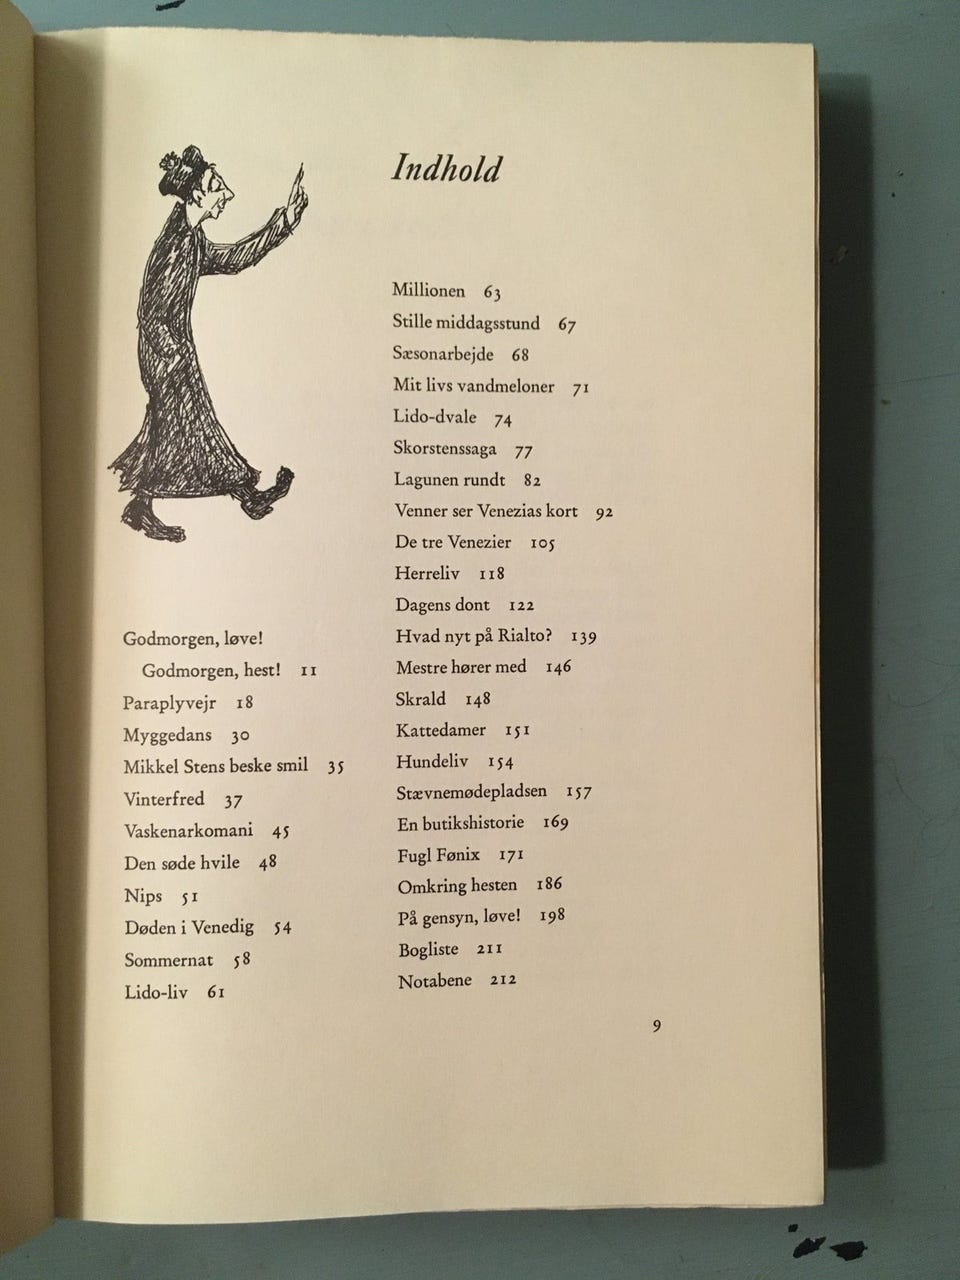 Indhold
Godmorgen, løve!
Godmorgen, hest! 11
Paraplyvejr 18
Myggedans 30
Mikkel Stens beske smil 35
Vinterfred 37
Vaskenarkomani 45
Den søde hvile 48
Nips 51
Døden i Venedig 54
Sommernat 58
Lido-liv 61
Millionen 63
Stille middagsstund 67
Sæsonarbejde 68
Mit livs vandmeloner 71
Lido-dvale 74
Skorstenssaga 77
Lagunen rundt 82
Venner ser Venezias kort 92
De tre Venezier 105
Herreliv 118
Dagens dont 122
Hvad nyt på Rialto? 139
Mestre hører med 146
Skrald 148
Kattedamer 151
Hundeliv 154
Stævnemødepladsen 157
En butikshistorie 169
Fugl Fønix 171
Omkring hesten 186
På gensyn, løve! 198
Bogliste 211
Notabene 212
9